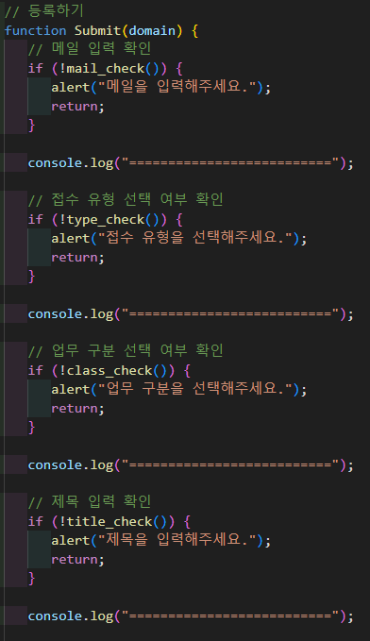 // 등록하기
function Submit(domain) {
// 메일 입력 확인
if (!mail_check()) {
alert("메일을 입력해주세요.");
return;
}
console.log("==========================");
// 접수 유형 선택 여부 확인
if (!type_check()) {
alert("접수 유형을 선택해주세요.");
return;
}
console.log("==========================");
// 업무 구분 선택 여부 확인
if (!class_check()) {
alert("업무 구분을 선택해주세요.");
return;
}
console.log("==========================");
// 제목 입력 확인
if (!title_check()) {
alert("제목을 입력해주세요.");
return;
}
console.log("==========================");